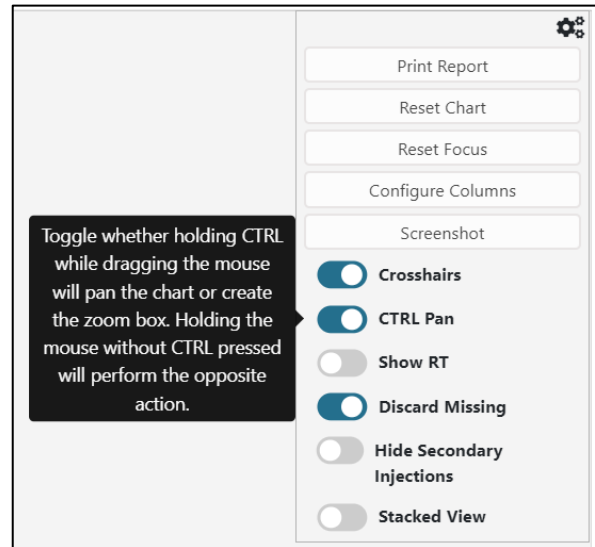 Print Report
Reset Chart
Reset Focus
Configure Columns
Screenshot
Toggle whether holding CTRL
while dragging the mouse
will pan the chart or create
the zoom box. Holding the
mouse without CTRL pressed
will perform the opposite
action.
Crosshairs
CTRL Pan
Show RT
Discard Missing
Hide Secondary
Injections
Stacked View